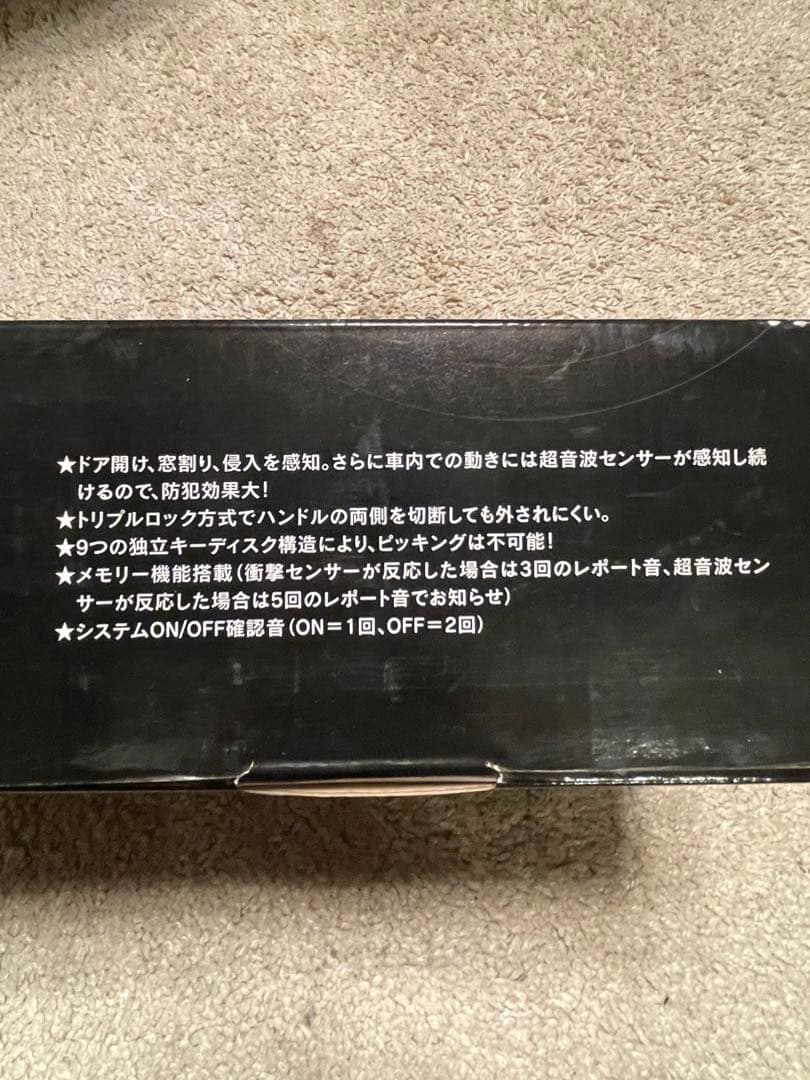 ★ドア開け、窓割り、侵入を感知。さらに車内での動きには超音波センサーが感知し続
けるので、防犯効果大!
★トリプルロック方式でハンドルの両側を切断しても外されにくい。
★9つの独立キーディスク構造により、ピッキングは不可能!
★メモリー機能搭載(衝撃センサーが反応した場合は3回のレポート音、超音波セン
サーが反応した場合は5回のレポート音でお知らせ)
★システムON/OFF確認音(ON=1回、OFF=2回)